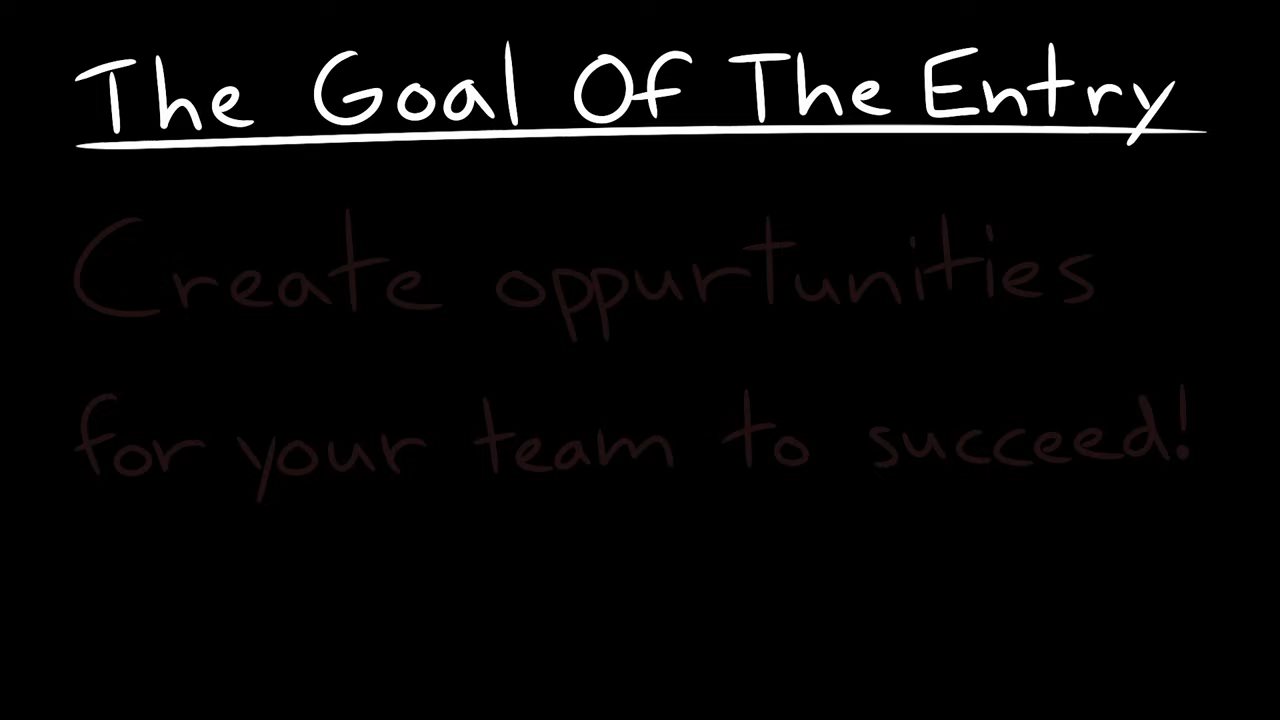 The Goal Of The Entry
Create oppurtunities
for your team to succeed!